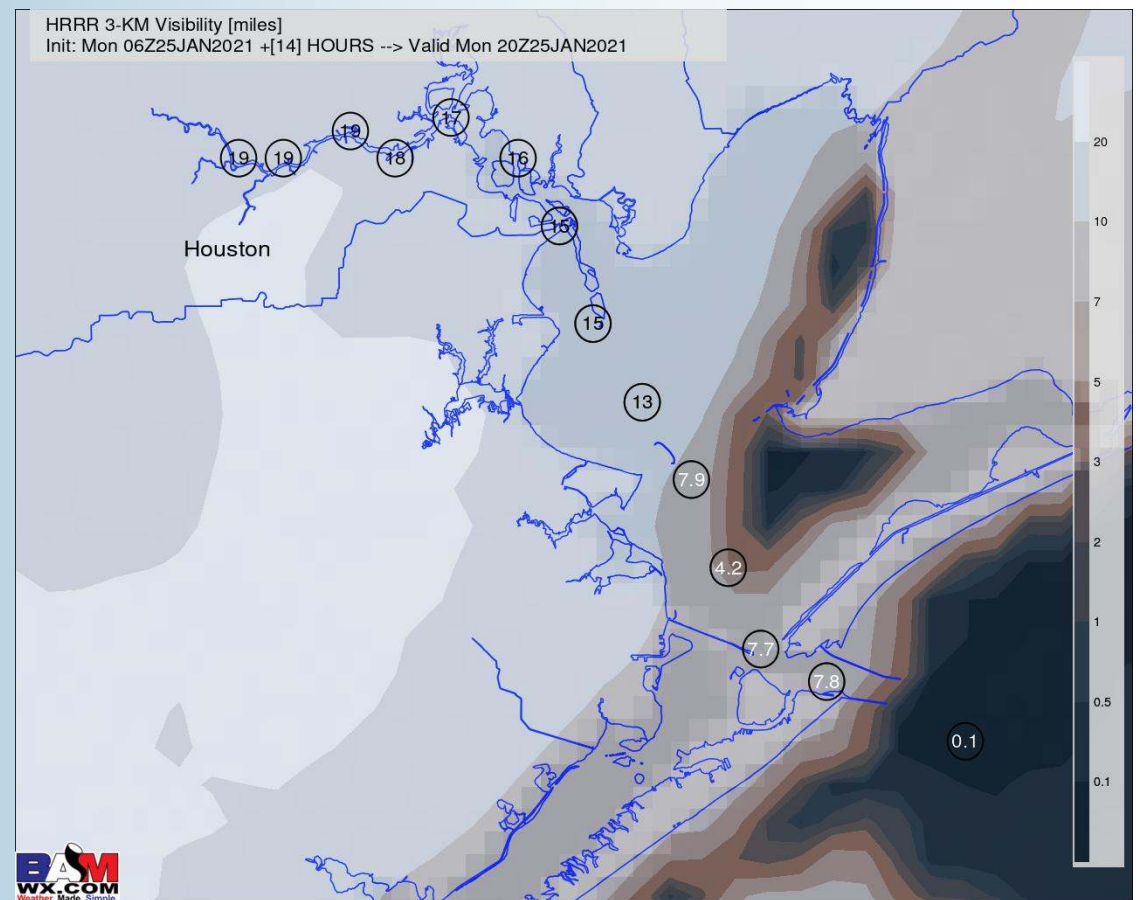 HRRR 3-KM Visibility [miles]
Init: Mon 06Z25JAN2021 +[14] HOURS --> Valid Mon 20Z25JAN2021
17
19
19 19 18 16
15
Houston
15
13
7.9
4.2
7.7
7.8
0.1
20
10
7
5
3
2
1
0.5
0.1
BAM
WX.COM
Weather Made Simple